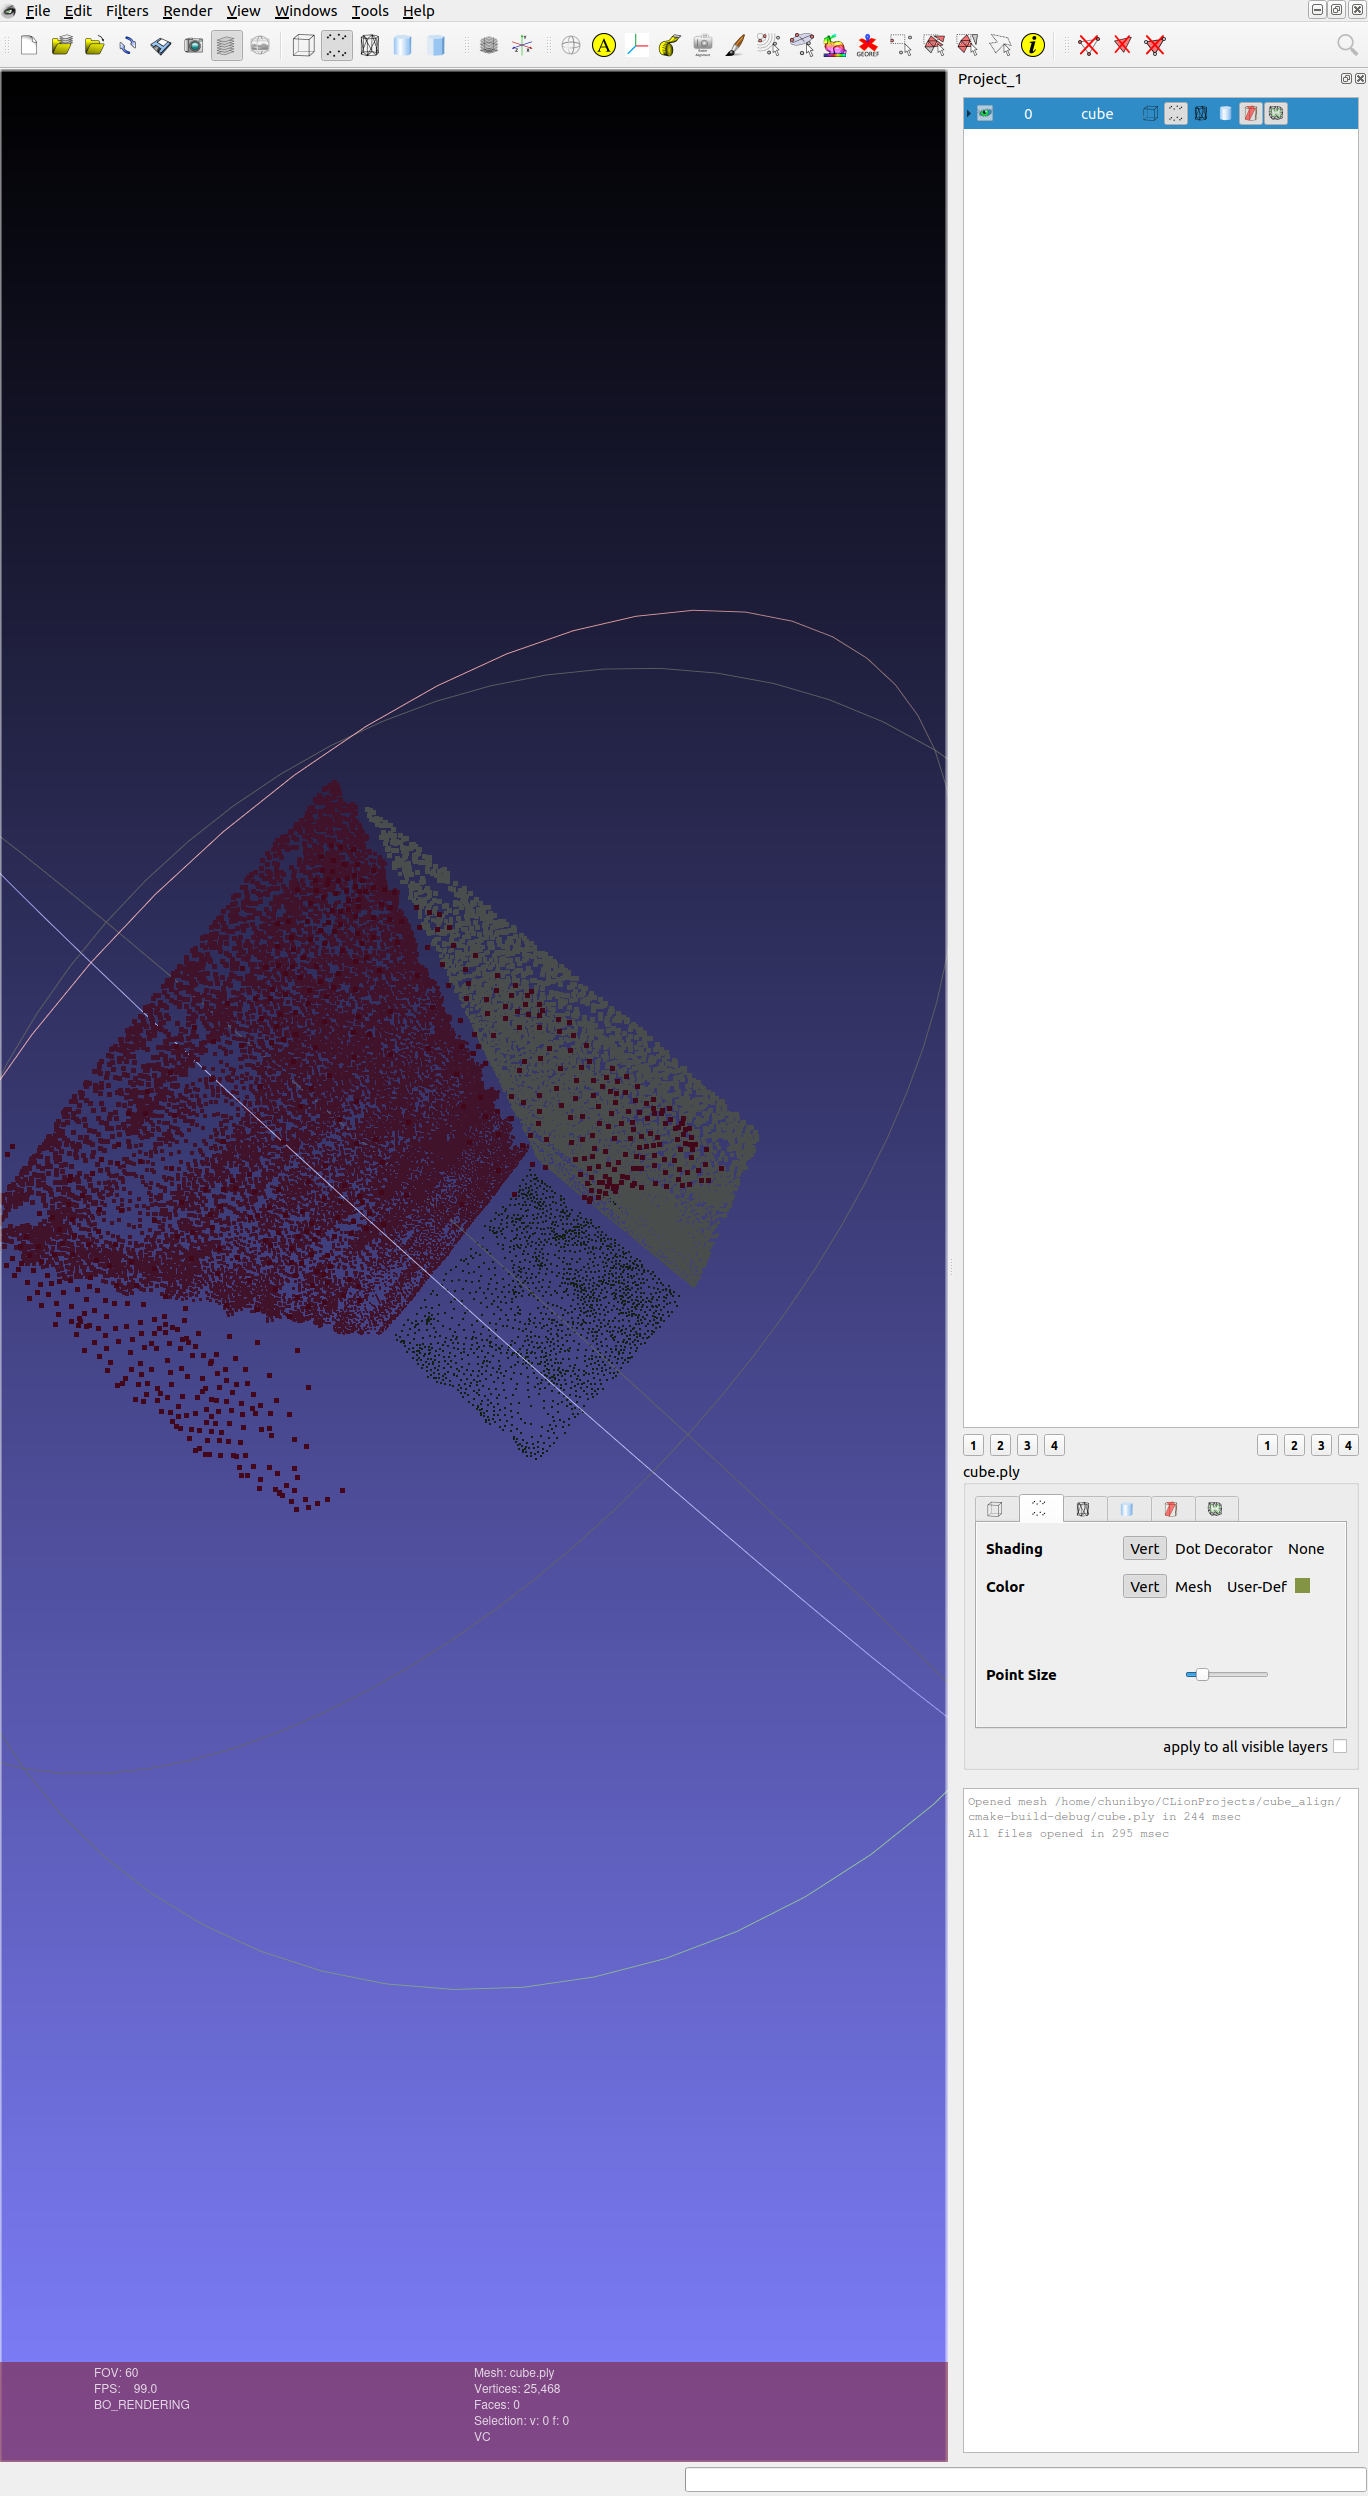 File Edit Filters Render View Windows Tools Help
A
GEOREF
i
Project_1
0 cube
1 2 3 4 1 2 3 4
cube.ply
Shading Vert Dot Decorator None
Color Vert Mesh User-Def
Point Size
apply to all visible layers
Opened mesh /home/chunibyo/CLionProjects/cube_align/
cmake-build-debug/cube.ply in 244 msec
All files opened in 295 msec
FOV: 60
FPS: 99.0
BO_RENDERING
Mesh: cube.ply
Vertices: 25,468
Faces: 0
Selection: v: 0 f: 0
VC